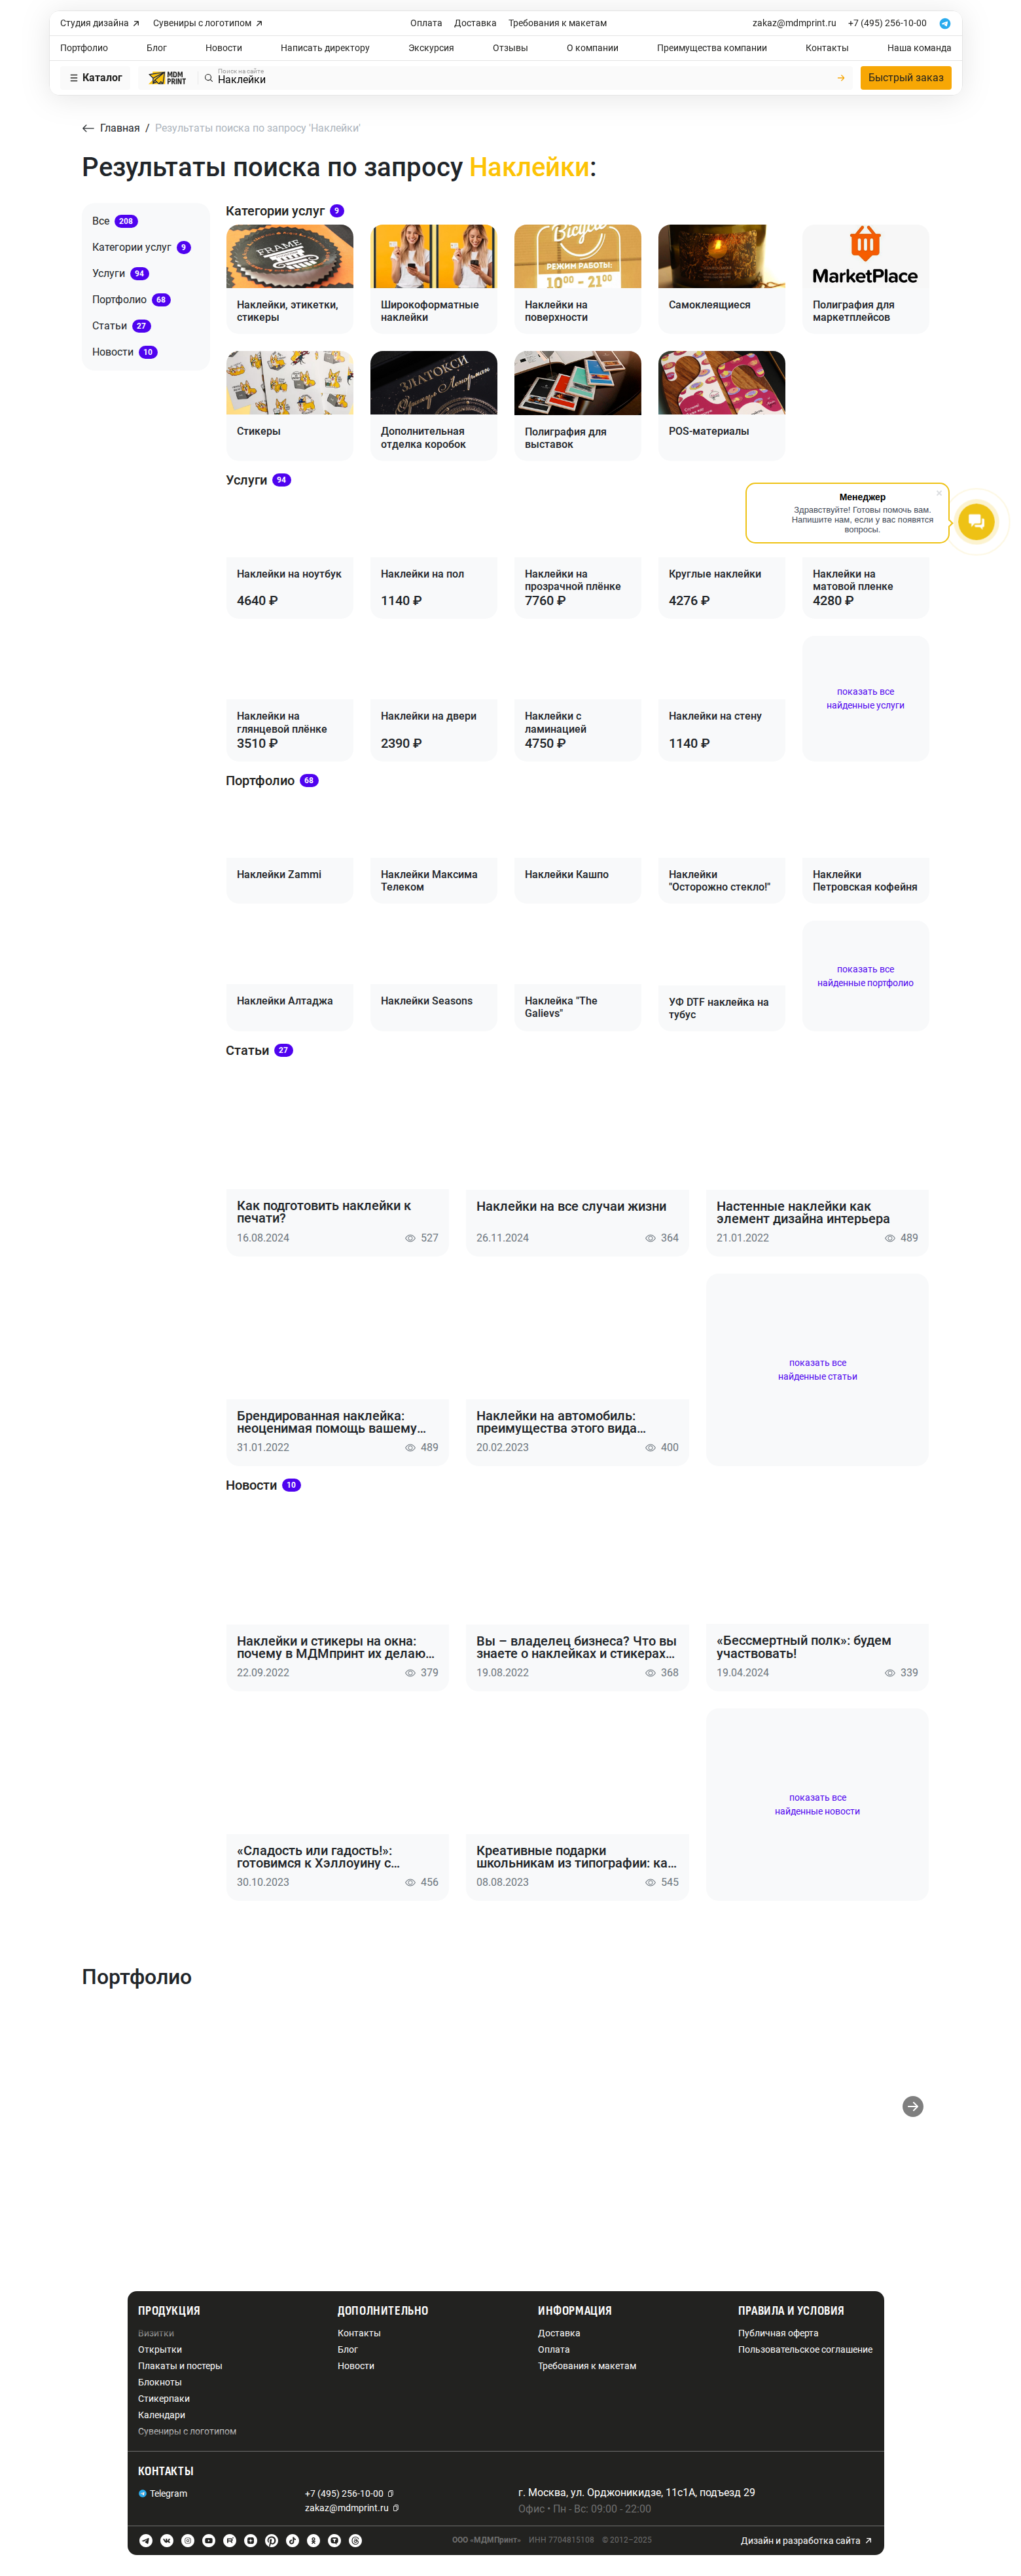 Студия дизайна
Сувениры с логотипом
Оплата
Доставка
Требования к макетам
zakaz@mdmprint.ru
+7 (495) 256-10-00
Портфолио
Блог
Новости
Написать директору
Экскурсия
Отзывы
О компании
Преимущества компании
Контакты
Наша команда
Каталог
MDM
PRINT
Поиск на сайте
Наклейки
Быстрый заказ
Главная / Результаты поиска по запросу 'Наклейки'
Результаты поиска по запросу Наклейки:
Все 208
Категории услуг 9
Услуги 94
Портфолио 68
Статьи 27
Новости 10
Категории услуг 9
FRAME
Bicycle
РЕЖИМ РАБОТЫ:
10⁰⁰ - 21⁰⁰
MarketPlace
Наклейки, этикетки,
стикеры
Широкоформатные
наклейки
Наклейки на
поверхности
Самоклеящиеся
Полиграфия для
маркетплейсов
ЗЛАТОКСИ
Стикеры
Дополнительная
отделка коробок
Полиграфия для
выставок
POS-материалы
Услуги 94
Менеджер
Здравствуйте! Готовы помочь вам.
Напишите нам, если у вас появятся
вопросы.
Наклейки на ноутбук
4640 ₽
Наклейки на пол
1140 ₽
Наклейки на
прозрачной плёнке
7760 ₽
Круглые наклейки
4276 ₽
Наклейки на
матовой пленке
4280 ₽
Наклейки на
глянцевой плёнке
3510 ₽
Наклейки на двери
2390 ₽
Наклейки с
ламинацией
4750 ₽
Наклейки на стену
1140 ₽
показать все
найденные услуги
Портфолио 68
Наклейки Zammi
Наклейки Максима
Телеком
Наклейки Кашпо
Наклейки
"Осторожно стекло!"
Наклейки
Петровская кофейня
Наклейки Алтаджа
Наклейки Seasons
Наклейка "The
Galievs"
УФ DTF наклейка на
тубус
показать все
найденные портфолио
Статьи 27
Как подготовить наклейки к
печати?
16.08.2024
527
Наклейки на все случаи жизни
26.11.2024
364
Настенные наклейки как
элемент дизайна интерьера
21.01.2022
489
Брендированная наклейка:
неоценимая помощь вашему...
31.01.2022
489
Наклейки на автомобиль:
преимущества этого вида...
20.02.2023
400
показать все
найденные статьи
Новости 10
Наклейки и стикеры на окна:
почему в МДМпринт их делаю...
22.09.2022
379
Вы – владелец бизнеса? Что вы
знаете о наклейках и стикерах...
19.08.2022
368
«Бессмертный полк»: будем
участвовать!
19.04.2024
339
«Сладость или гадость!»:
готовимся к Хэллоуину с...
30.10.2023
456
Креативные подарки
школьникам из типографии: ка...
08.08.2023
545
показать все
найденные новости
Портфолио
ПРОДУКЦИЯ
Визитки
Открытки
Плакаты и постеры
Блокноты
Стикерпаки
Календари
Сувениры с логотипом
ДОПОЛНИТЕЛЬНО
Контакты
Блог
Новости
ИНФОРМАЦИЯ
Доставка
Оплата
Требования к макетам
ПРАВИЛА И УСЛОВИЯ
Публичная оферта
Пользовательское соглашение
КОНТАКТЫ
Telegram
+7 (495) 256-10-00
zakaz@mdmprint.ru
г. Москва, ул. Орджоникидзе, 11с1А, подъезд 29
Офис • Пн - Вс: 09:00 - 22:00
ООО «МДМПринт»
ИНН 7704815108
© 2012–2025
Дизайн и разработка сайта